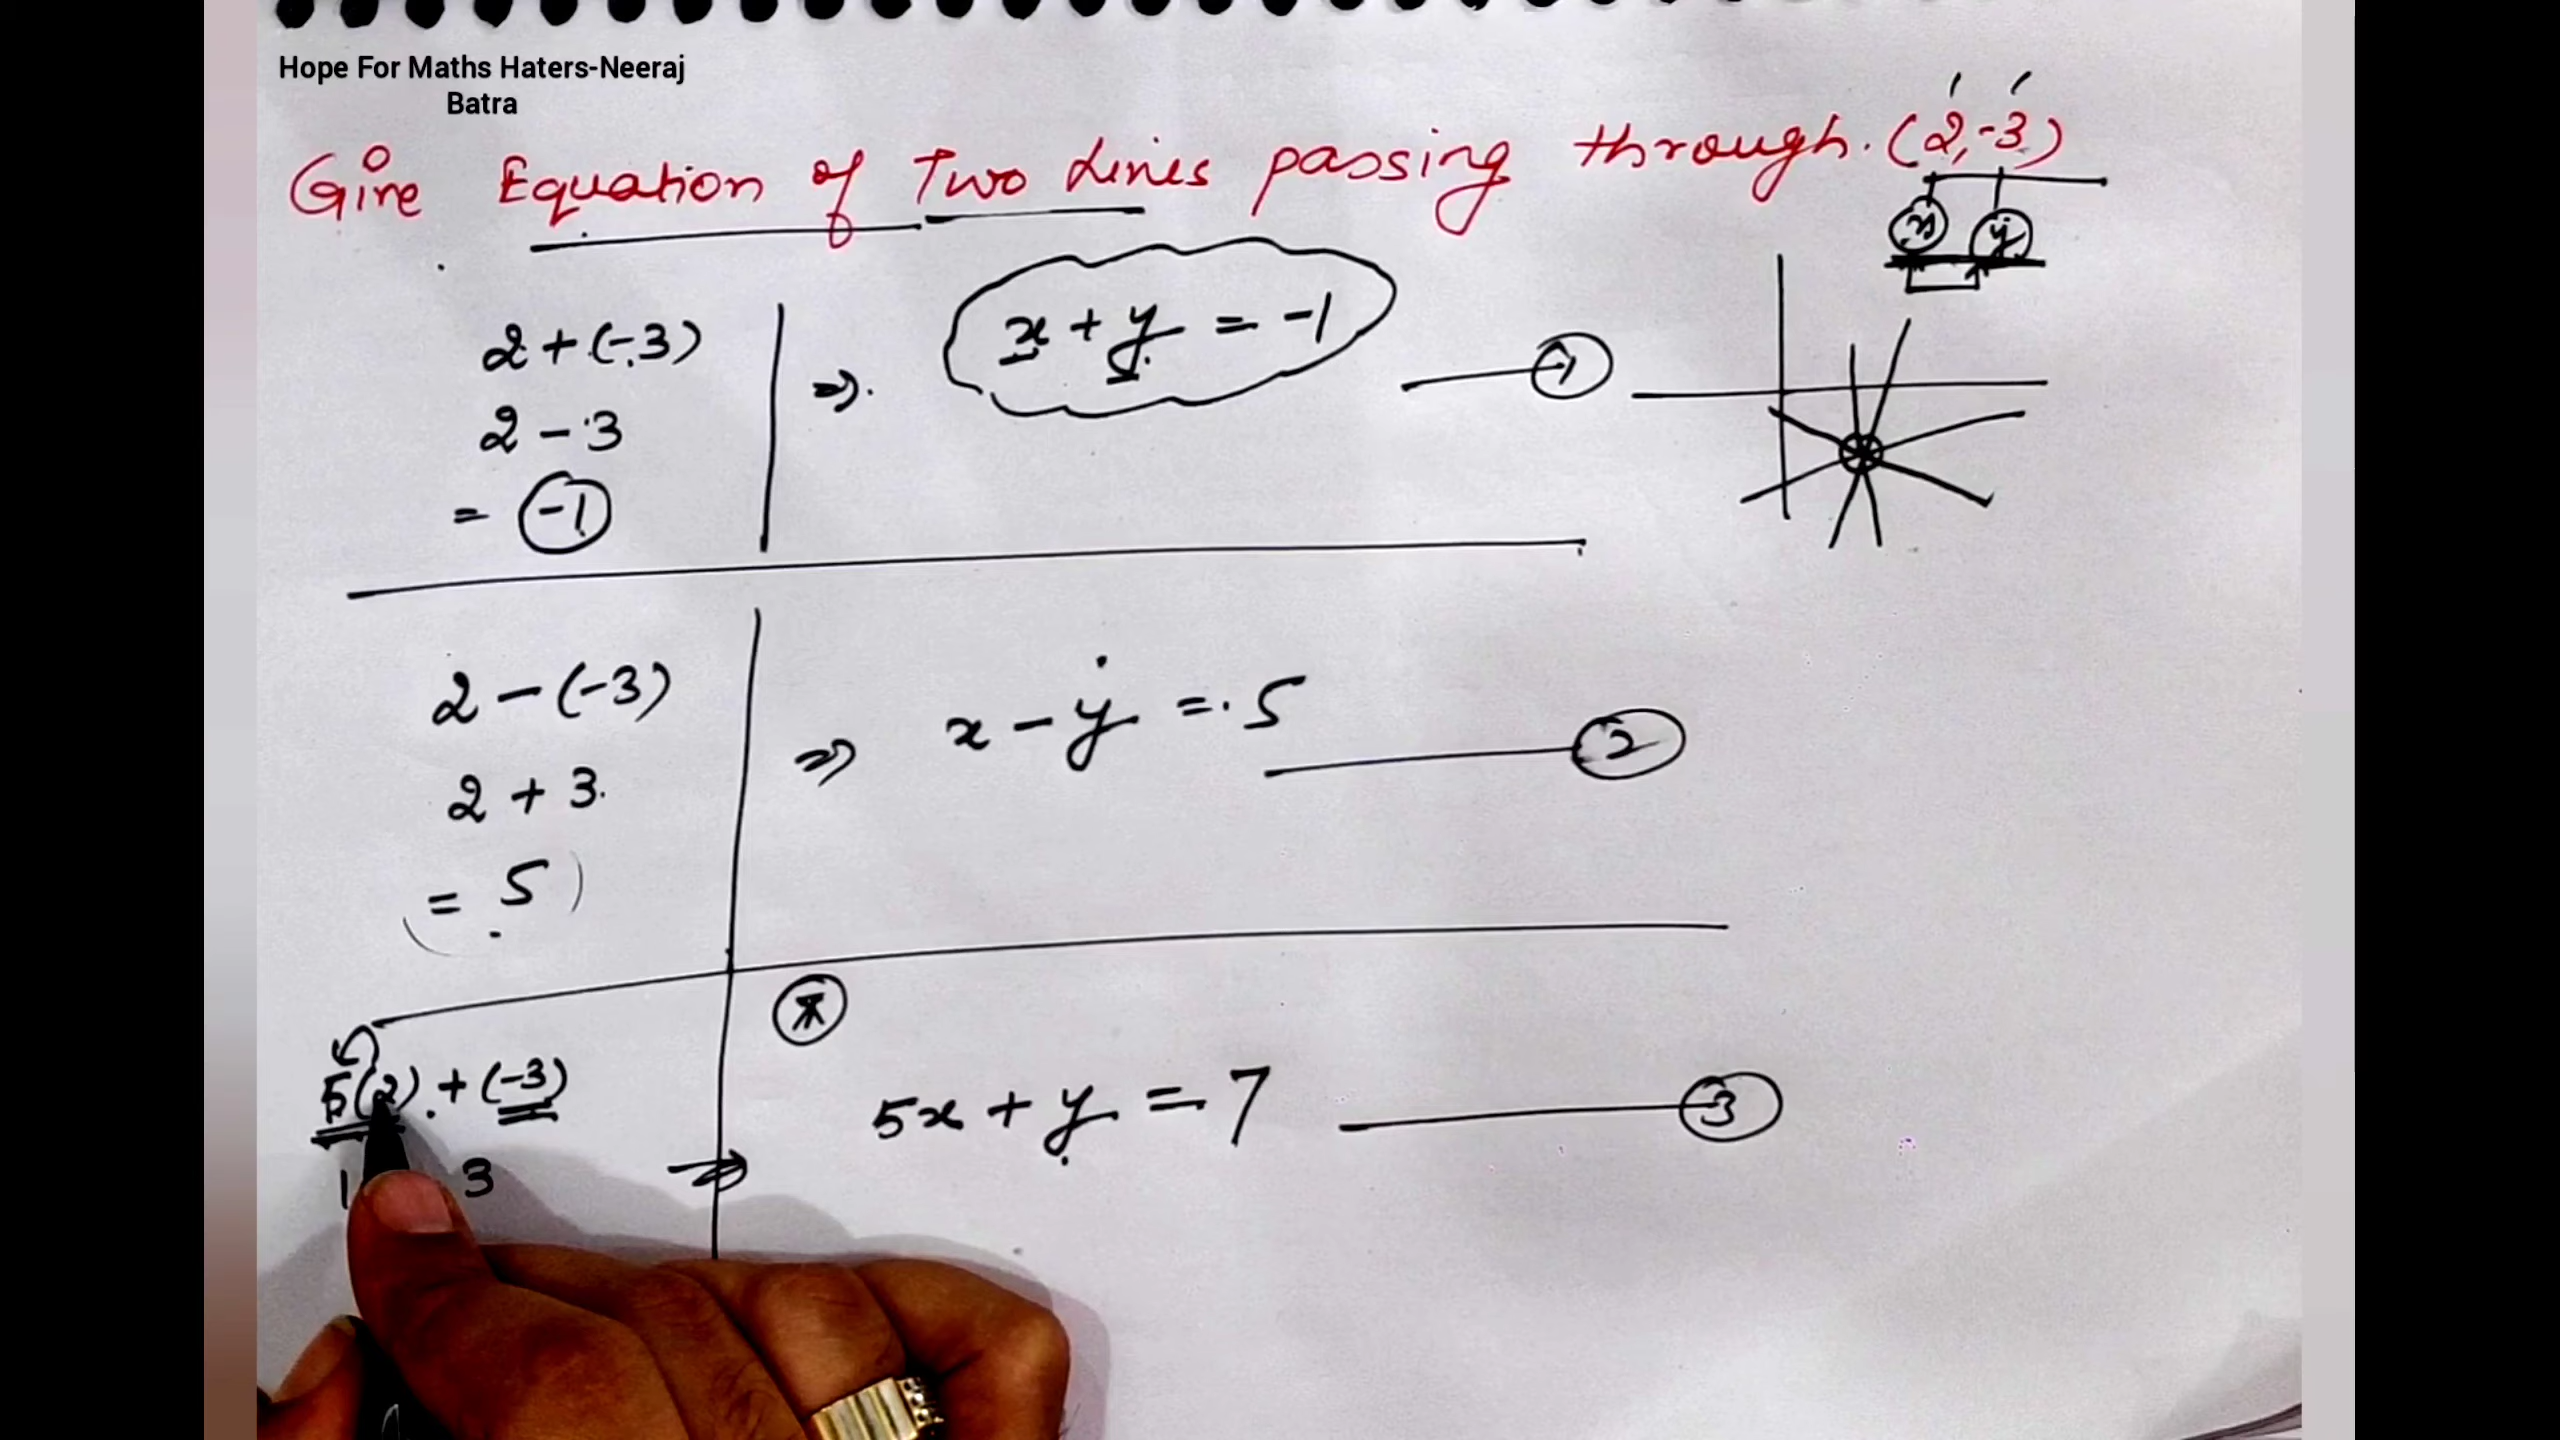 Hope For Maths Haters-Neeraj
Batra
Give Equation of Two Lines passing through. (2,-3)
x y
2 + (-3)
2 - 3
= -1
⇒ x + y = -1 1
2 - (-3)
2 + 3
= 5
⇒ x - y = 5 2
5(2) + (-3)
3
⇒ 5x + y = 7 3